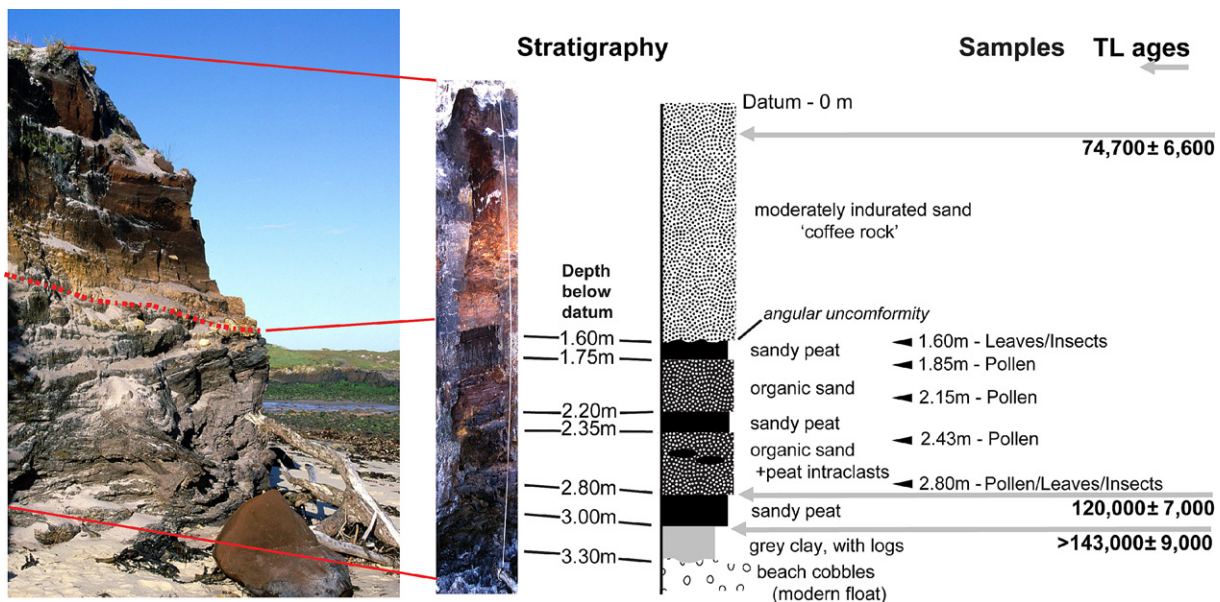 Stratigraphy
Samples
TL ages
Datum - 0 m
74,700± 6,600
moderately indurated sand
'coffee rock'
Depth
below
datum
angular uncomformity
1.60m
1.75m
2.20m
2.35m
2.80m
3.00m
3.30m
sandy peat
organic sand
sandy peat
organic sand
+peat intraclasts
sandy peat
grey clay, with logs
beach cobbles
(modern float)
1.60m - Leaves/Insects
1.85m - Pollen
2.15m - Pollen
2.43m - Pollen
2.80m - Pollen/Leaves/Insects
120,000± 7,000
>143,000± 9,000